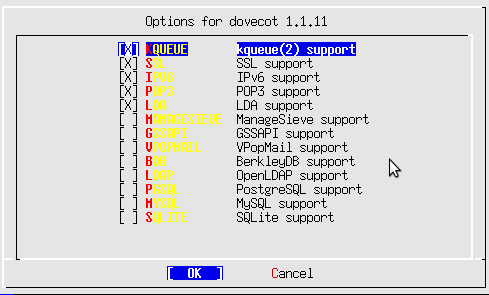 Options for dovecot 1.1.11
[X] KQUEUE kqueue(2) support
[X] SSL SSL support
[X] IPV6 IPv6 support
[X] POP3 POP3 support
[X] LDA LDA support
[ ] MANAGESIEVE ManageSieve support
[ ] GSSAPI GSSAPI support
[ ] VPOPMAIL VPopMail support
[ ] BDB BerkleyDB support
[ ] LDAP OpenLDAP support
[ ] PGSQL PostgreSQL support
[ ] MYSQL MySQL support
[ ] SQLITE SQLite support
[ OK ] Cancel